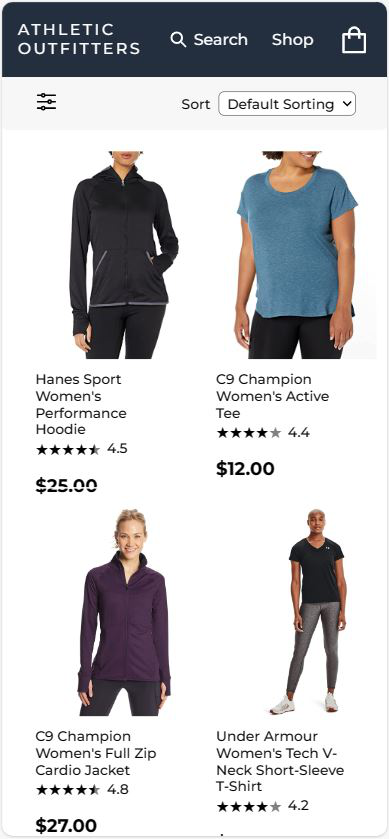 ATHLETIC
OUTFITTERS
Search
Shop
Sort
Default Sorting
Hanes Sport
Women's
Performance
Hoodie
4.5
$25.00
C9 Champion
Women's Active
Tee
4.4
$12.00
C9 Champion
Women's Full Zip
Cardio Jacket
4.8
$27.00
Under Armour
Women's Tech V-
Neck Short-Sleeve
T-Shirt
4.2